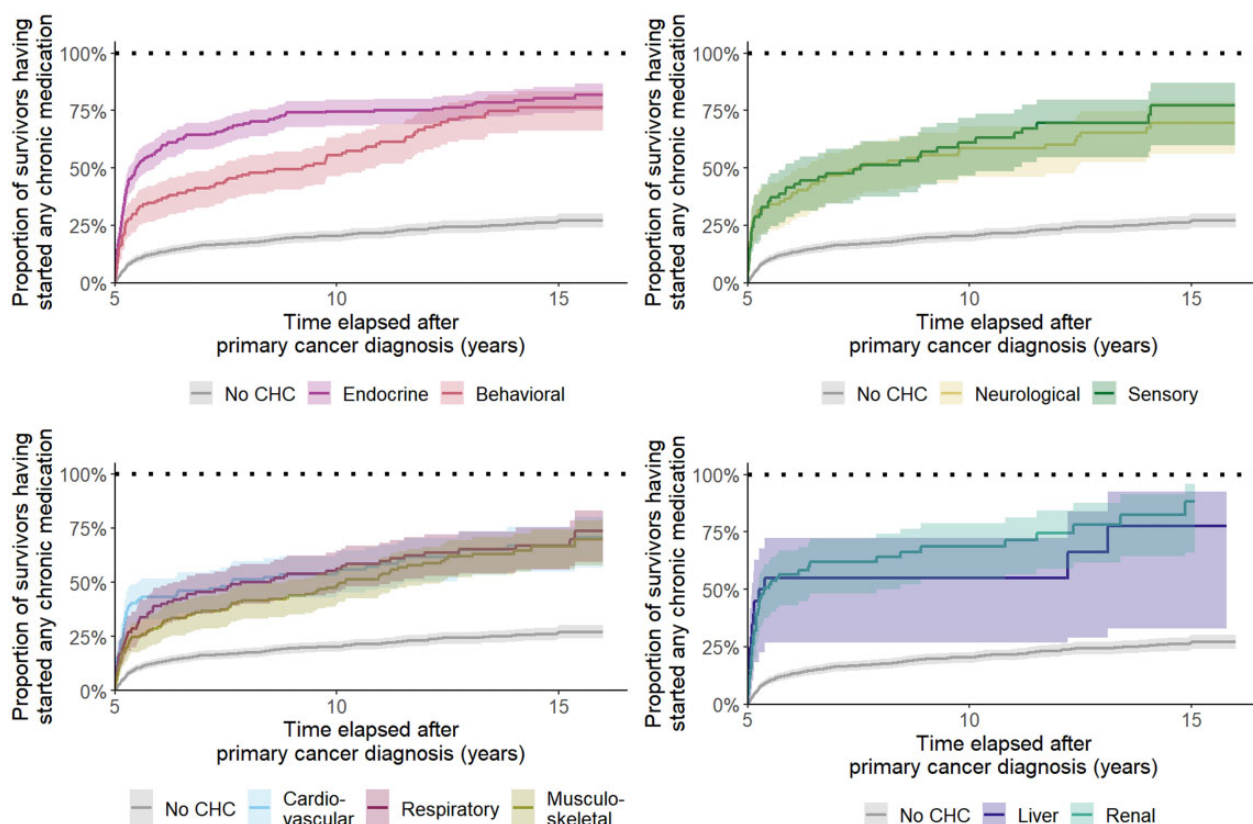 Proportion of survivors having
started any chronic medication
100%
75%
50%
25%
0%
5
10
15
Time elapsed after
primary cancer diagnosis (years)
No CHC
Endocrine
Behavioral
Proportion of survivors having
started any chronic medication
100%
75%
50%
25%
0%
5
10
15
Time elapsed after
primary cancer diagnosis (years)
No CHC
Neurological
Sensory
Proportion of survivors having
started any chronic medication
100%
75%
50%
25%
0%
5
10
15
Time elapsed after
primary cancer diagnosis (years)
No CHC
Cardio-
vascular
Respiratory
Musculo-
skeletal
Proportion of survivors having
started any chronic medication
100%
75%
50%
25%
0%
5
10
15
Time elapsed after
primary cancer diagnosis (years)
No CHC
Liver
Renal